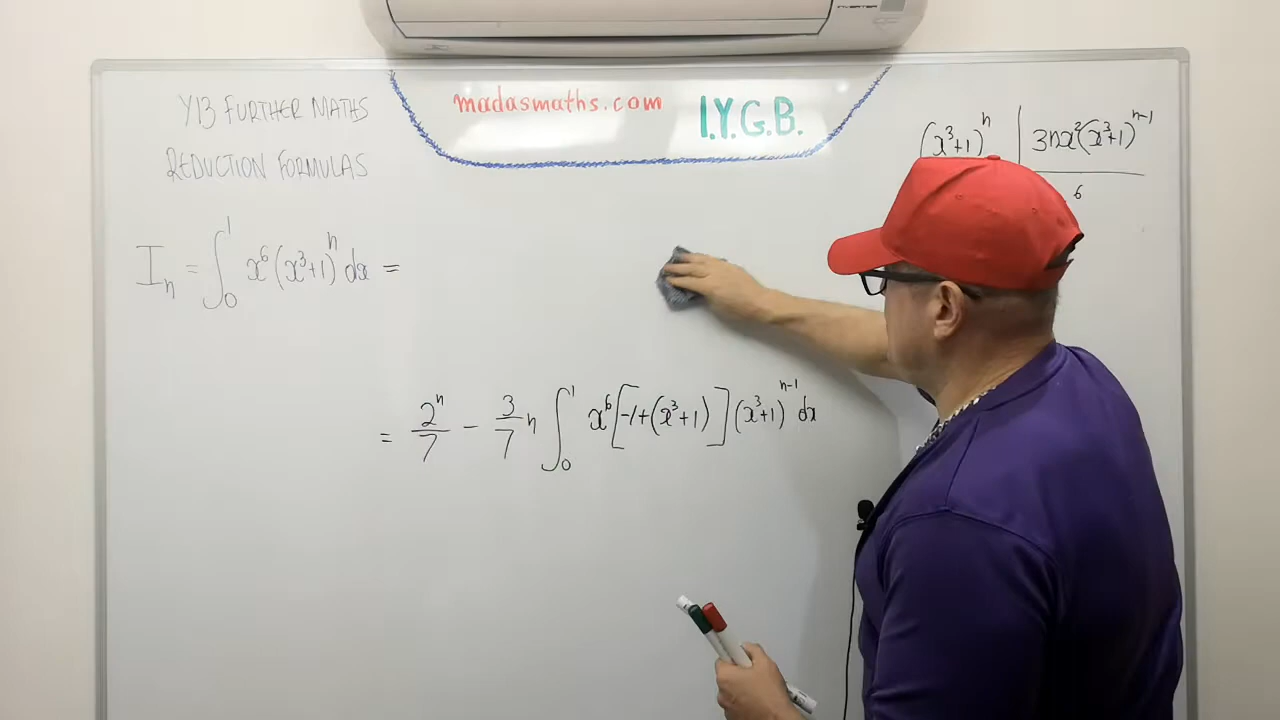 INVERTER
Y13 FURTHER MATHS
madasmaths.com
I.Y.G.B.
REDUCTION FORMULAS
(x³+1)ⁿ | 3nx²(x³+1)ⁿ⁻¹
6
Iₙ = ∫₀¹ x⁶(x³+1)ⁿ dx =
= 2ⁿ/7 - 3/7 n ∫₀¹ x⁶[-1+(x³+1)](x³+1)ⁿ⁻¹ dx